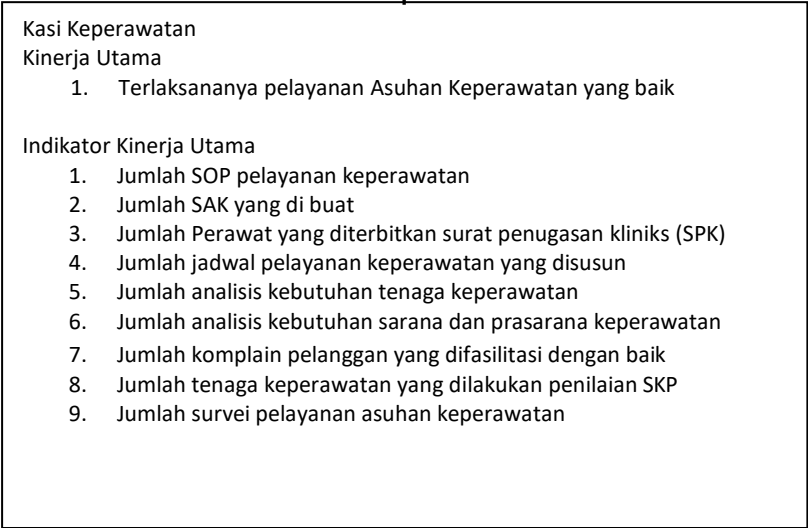 Kasi Keperawatan
Kinerja Utama
1. Terlaksananya pelayanan Asuhan Keperawatan yang baik
Indikator Kinerja Utama
1. Jumlah SOP pelayanan keperawatan
2. Jumlah SAK yang di buat
3. Jumlah Perawat yang diterbitkan surat penugasan kliniks (SPK)
4. Jumlah jadwal pelayanan keperawatan yang disusun
5. Jumlah analisis kebutuhan tenaga keperawatan
6. Jumlah analisis kebutuhan sarana dan prasarana keperawatan
7. Jumlah komplain pelanggan yang difasilitasi dengan baik
8. Jumlah tenaga keperawatan yang dilakukan penilaian SKP
9. Jumlah survei pelayanan asuhan keperawatan